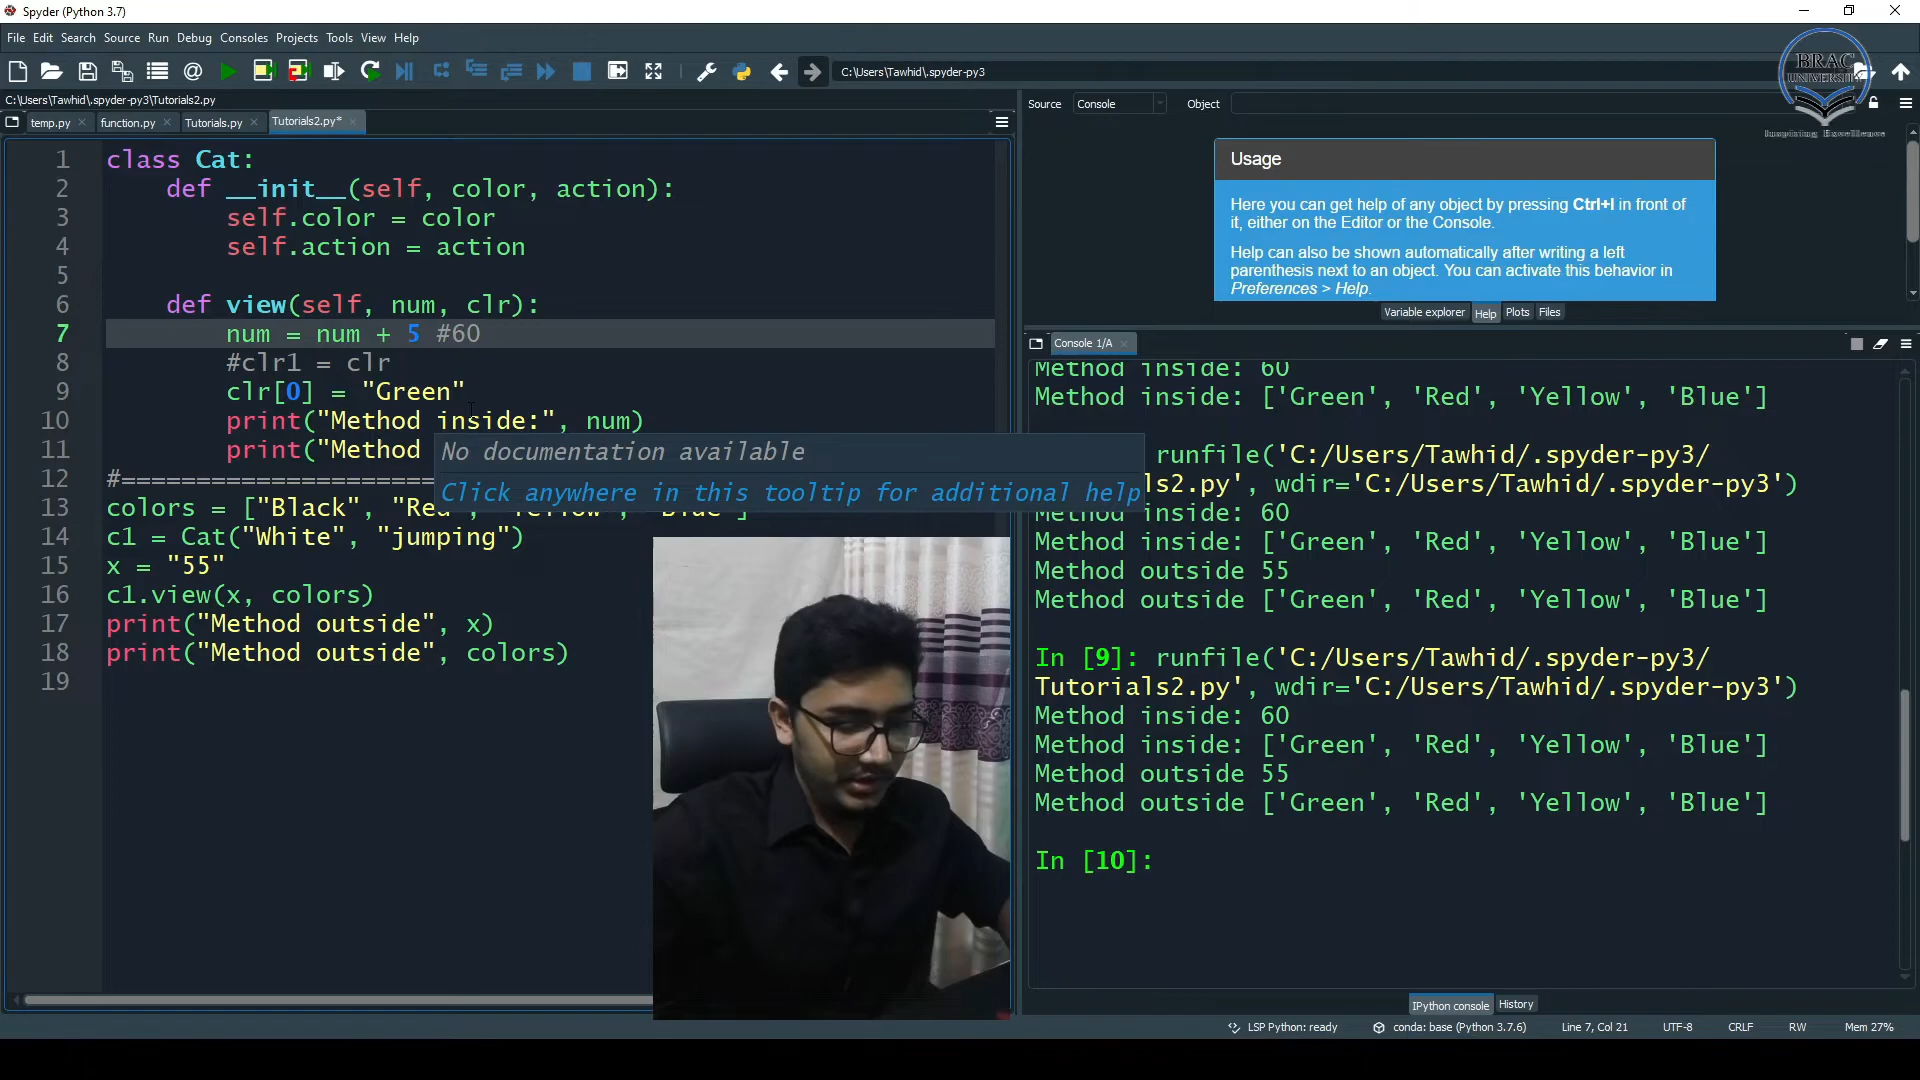 Spyder (Python 3.7)
File Edit Search Source Run Debug Consoles Projects Tools View Help
C:\Users\Tawhid\.spyder-py3
BRAC
UNIVERSITY
Inspiring Excellence
C:\Users\Tawhid\.spyder-py3\Tutorials2.py
temp.py function.py Tutorials.py Tutorials2.py*
1 class Cat:
2 def __init__(self, color, action):
3 self.color = color
4 self.action = action
5
6 def view(self, num, clr):
7 num = num + 5 #60
8 #clr1 = clr
9 clr[0] = "Green"
10 print("Method inside:", num)
11 print("Method
No documentation available
Click anywhere in this tooltip for additional help
12 #======================
13 colors = ["Black", "Red", "Yellow", "Blue"]
14 c1 = Cat("White", "jumping")
15 x = "55"
16 c1.view(x, colors)
17 print("Method outside", x)
18 print("Method outside", colors)
19
Source Console Object
Usage
Here you can get help of any object by pressing Ctrl+I in front of
it, either on the Editor or the Console.
Help can also be shown automatically after writing a left
parenthesis next to an object. You can activate this behavior in
Preferences > Help.
Variable explorer Help Plots Files
Console 1/A
Method inside: 60
Method inside: ['Green', 'Red', 'Yellow', 'Blue']
runfile('C:/Users/Tawhid/.spyder-py3/
ls2.py', wdir='C:/Users/Tawhid/.spyder-py3')
Method inside: 60
Method inside: ['Green', 'Red', 'Yellow', 'Blue']
Method outside 55
Method outside ['Green', 'Red', 'Yellow', 'Blue']
In [9]: runfile('C:/Users/Tawhid/.spyder-py3/
Tutorials2.py', wdir='C:/Users/Tawhid/.spyder-py3')
Method inside: 60
Method inside: ['Green', 'Red', 'Yellow', 'Blue']
Method outside 55
Method outside ['Green', 'Red', 'Yellow', 'Blue']
In [10]:
IPython console History
LSP Python: ready conda: base (Python 3.7.6) Line 7, Col 21 UTF-8 CRLF RW Mem 27%